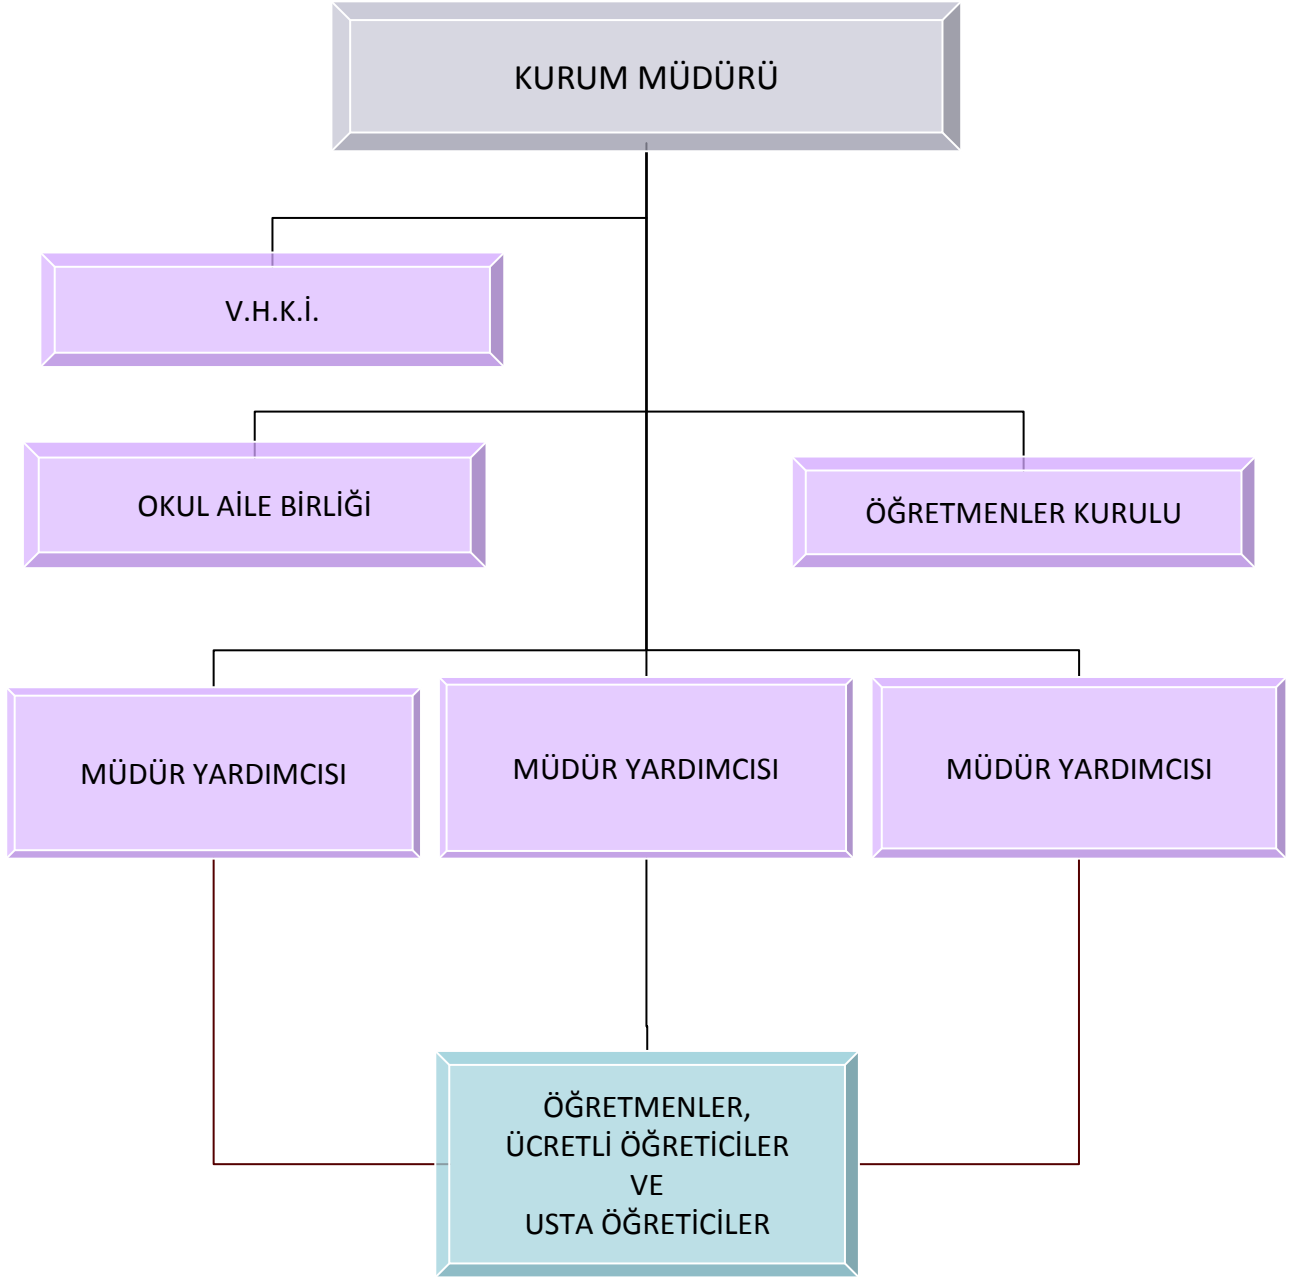 KURUM MÜDÜRÜ
V.H.K.İ.
OKUL AİLE BİRLİĞİ
ÖĞRETMENLER KURULU
MÜDÜR YARDIMCISI
MÜDÜR YARDIMCISI
MÜDÜR YARDIMCISI
ÖĞRETMENLER,
ÜCRETLİ ÖĞRETİCİLER
VE
USTA ÖĞRETİCİLER